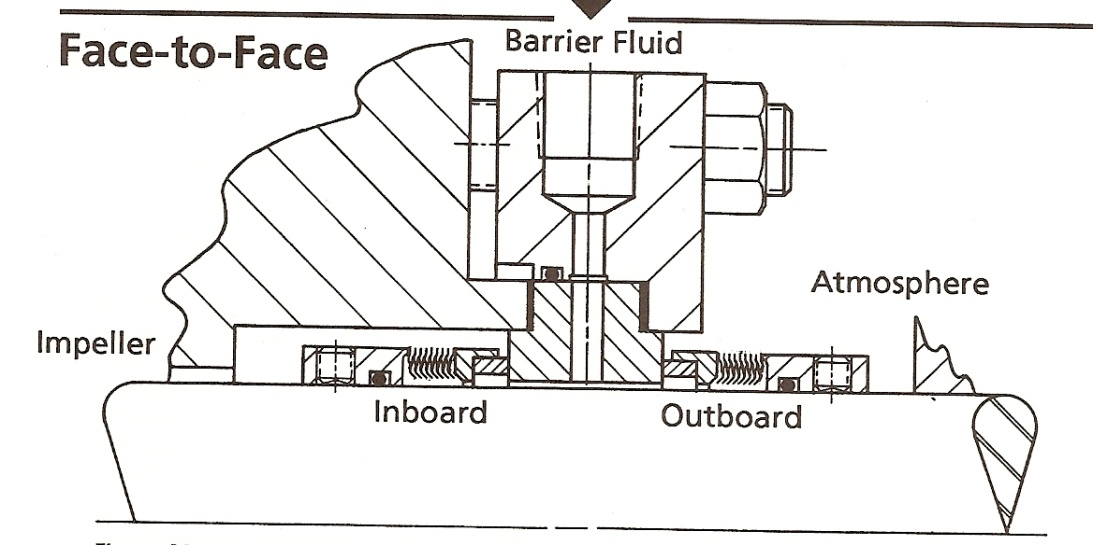 Face-to-Face
Barrier Fluid
Atmosphere
Impeller
Inboard
Outboard